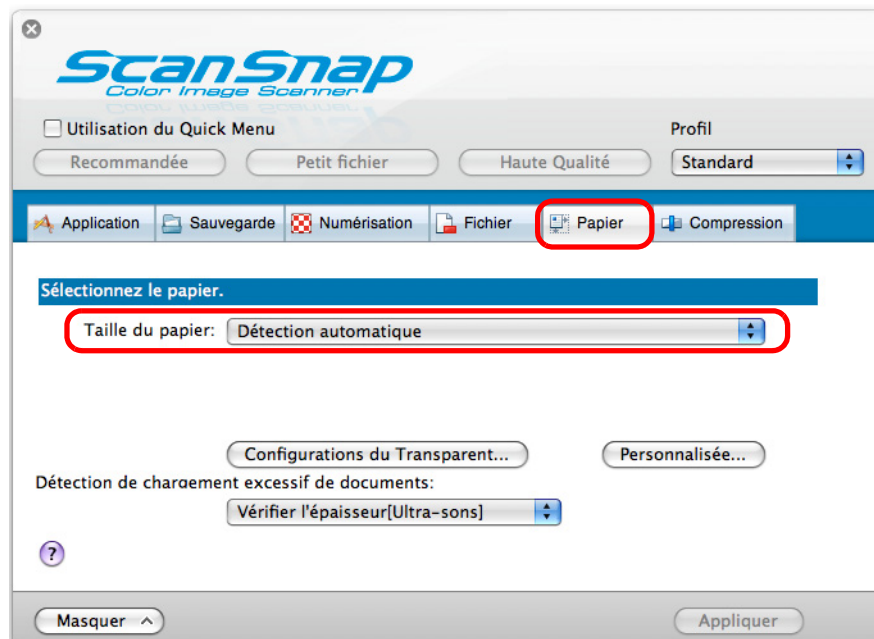 ScanSnap
Color Image Scanner
Utilisation du Quick Menu
Profil
Recommandée Petit fichier Haute Qualité Standard
Application Sauvegarde Numérisation Fichier Papier Compression
Sélectionnez le papier.
Taille du papier: Détection automatique
Configurations du Transparent... Personnalisée...
Détection de chargement excessif de documents:
Vérifier l'épaisseur[Ultra-sons]
?
Masquer Appliquer